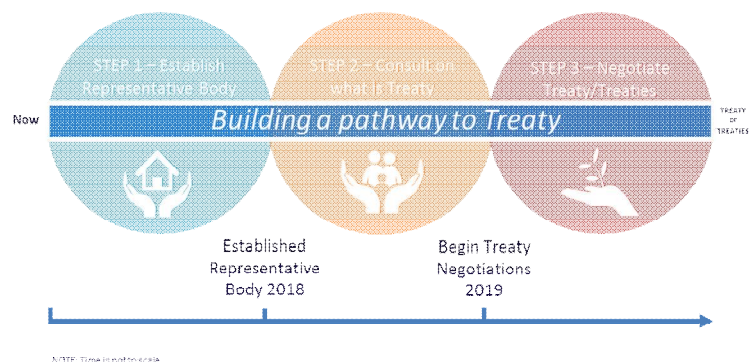 STEP 1 – Establish
Representative Body
STEP 2 – Consult on
what is Treaty
STEP 3 – Negotiate
Treaty/Treaties
Now
Building a pathway to Treaty
TREATY
OF
TREATIES
Established
Representative
Body 2018
Begin Treaty
Negotiations
2019
NOTE: Time is not to scale